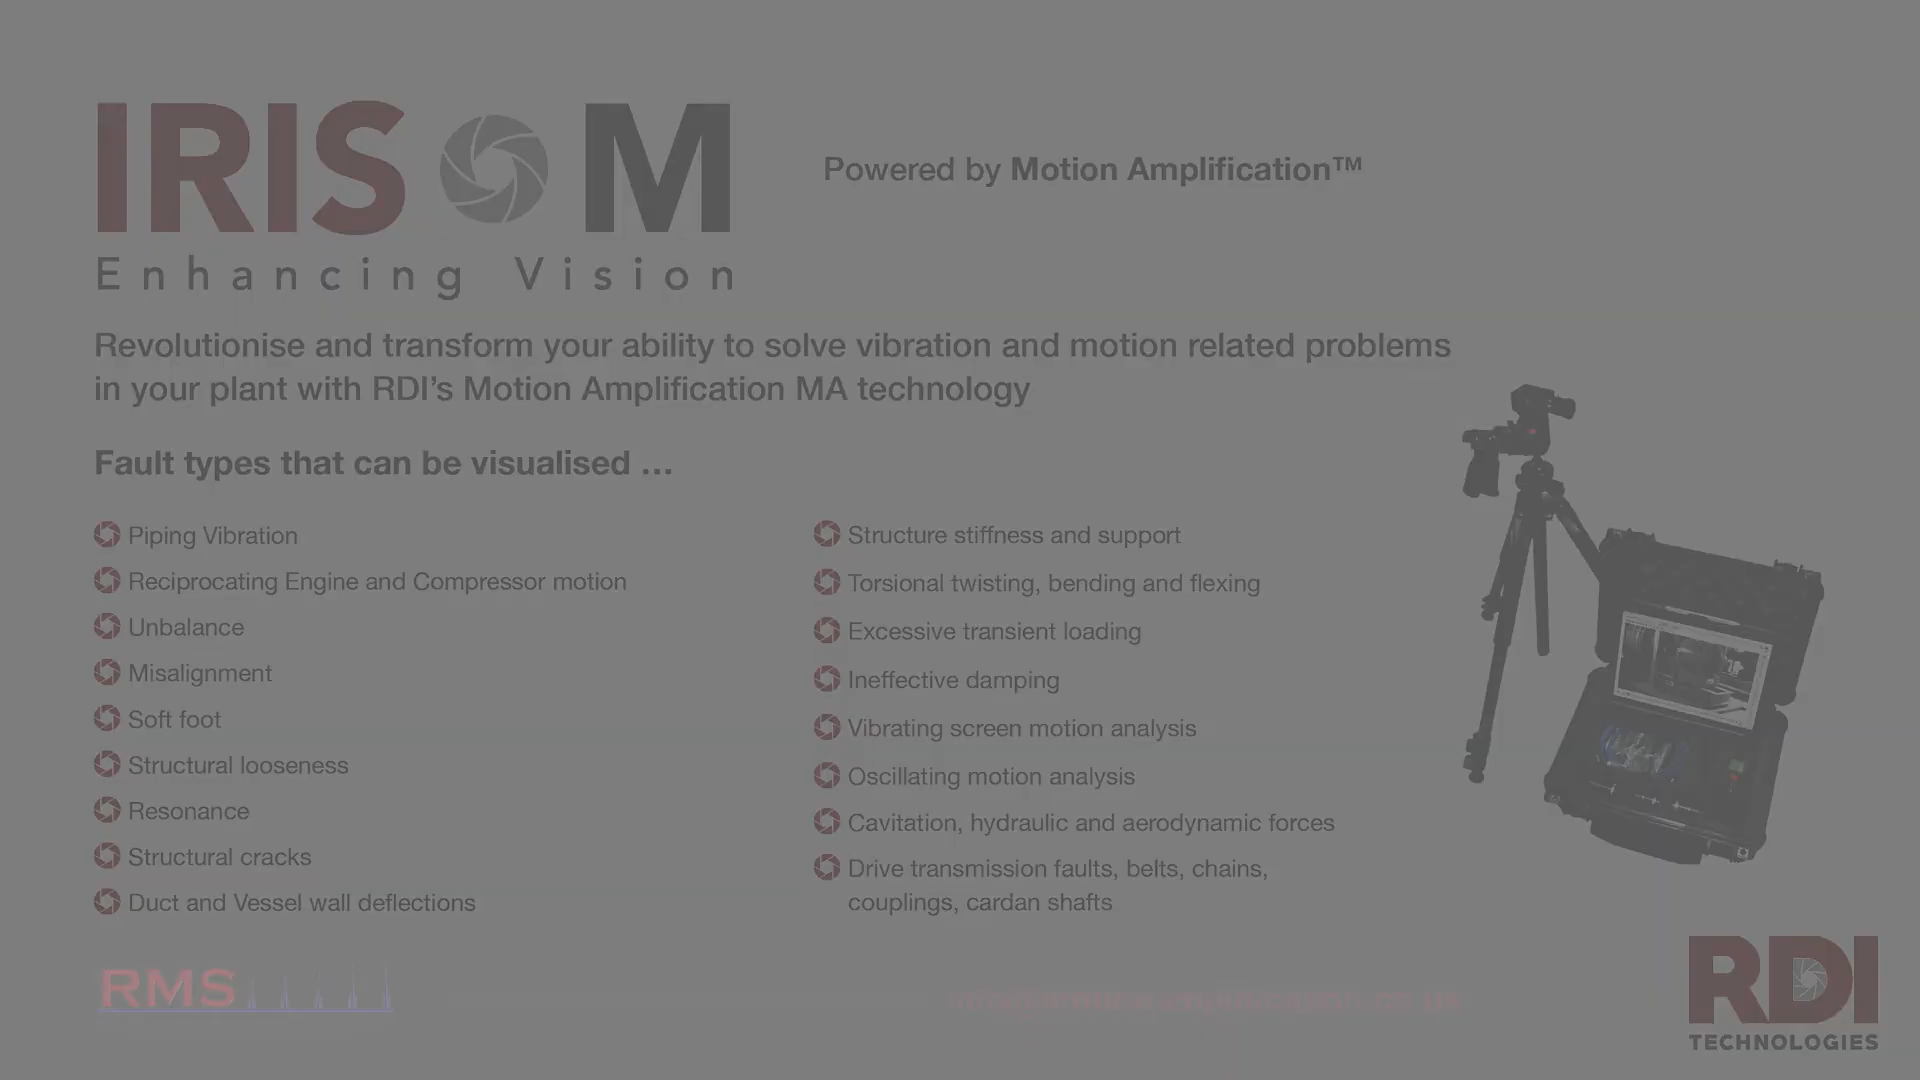 IRIS M
Enhancing Vision
Powered by Motion Amplification™
Revolutionise and transform your ability to solve vibration and motion related problems
in your plant with RDI’s Motion Amplification MA technology
Fault types that can be visualised …
Piping Vibration
Reciprocating Engine and Compressor motion
Unbalance
Misalignment
Soft foot
Structural looseness
Resonance
Structural cracks
Duct and Vessel wall deflections
Structure stiffness and support
Torsional twisting, bending and flexing
Excessive transient loading
Ineffective damping
Vibrating screen motion analysis
Oscillating motion analysis
Cavitation, hydraulic and aerodynamic forces
Drive transmission faults, belts, chains,
couplings, cardan shafts
RMS
RDI
TECHNOLOGIES